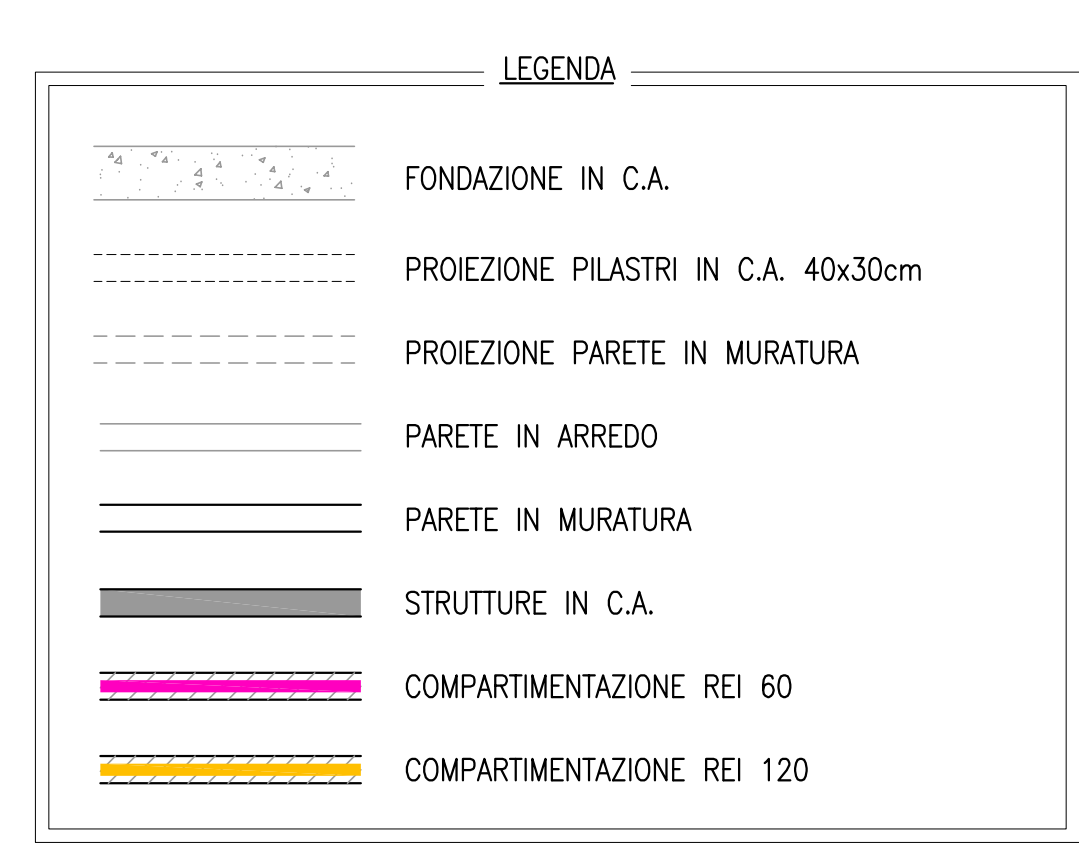 LEGENDA
FONDAZIONE IN C.A.
PROIEZIONE PILASTRI IN C.A. 40x30cm
PROIEZIONE PARETE IN MURATURA
PARETE IN ARREDO
PARETE IN MURATURA
STRUTTURE IN C.A.
COMPARTIMENTAZIONE REI 60
COMPARTIMENTAZIONE REI 120